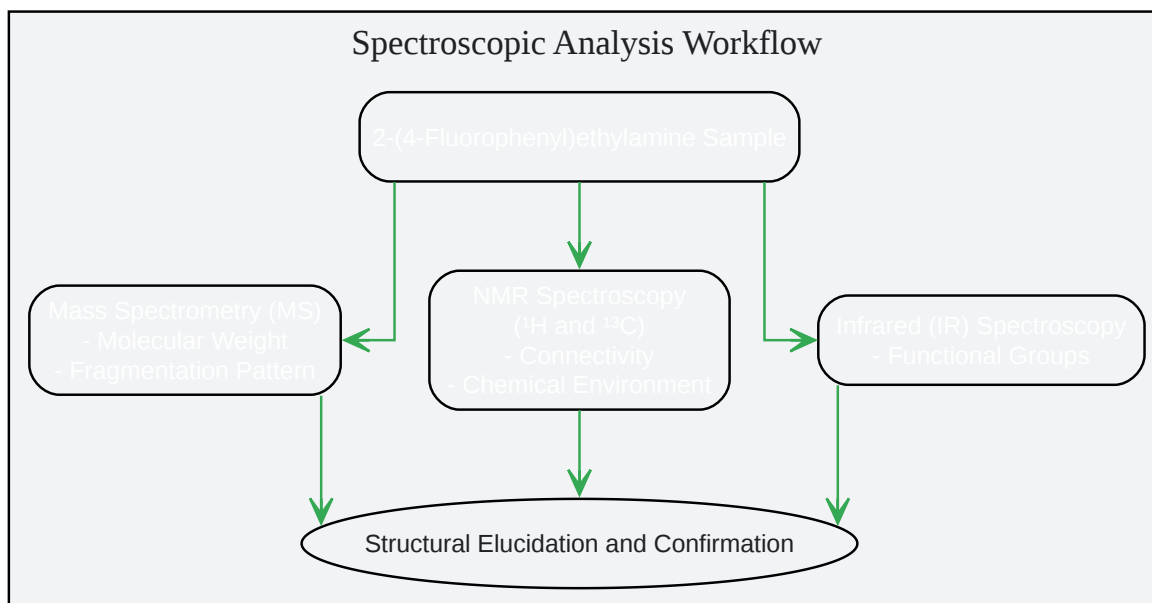 Spectroscopic Analysis Workflow
2-(4-Fluorophenyl)ethylamine Sample
Mass Spectrometry (MS)
- Molecular Weight
- Fragmentation Pattern
NMR Spectroscopy
(¹H and ¹³C)
- Connectivity
- Chemical Environment
Infrared (IR) Spectroscopy
- Functional Groups
Structural Elucidation and Confirmation